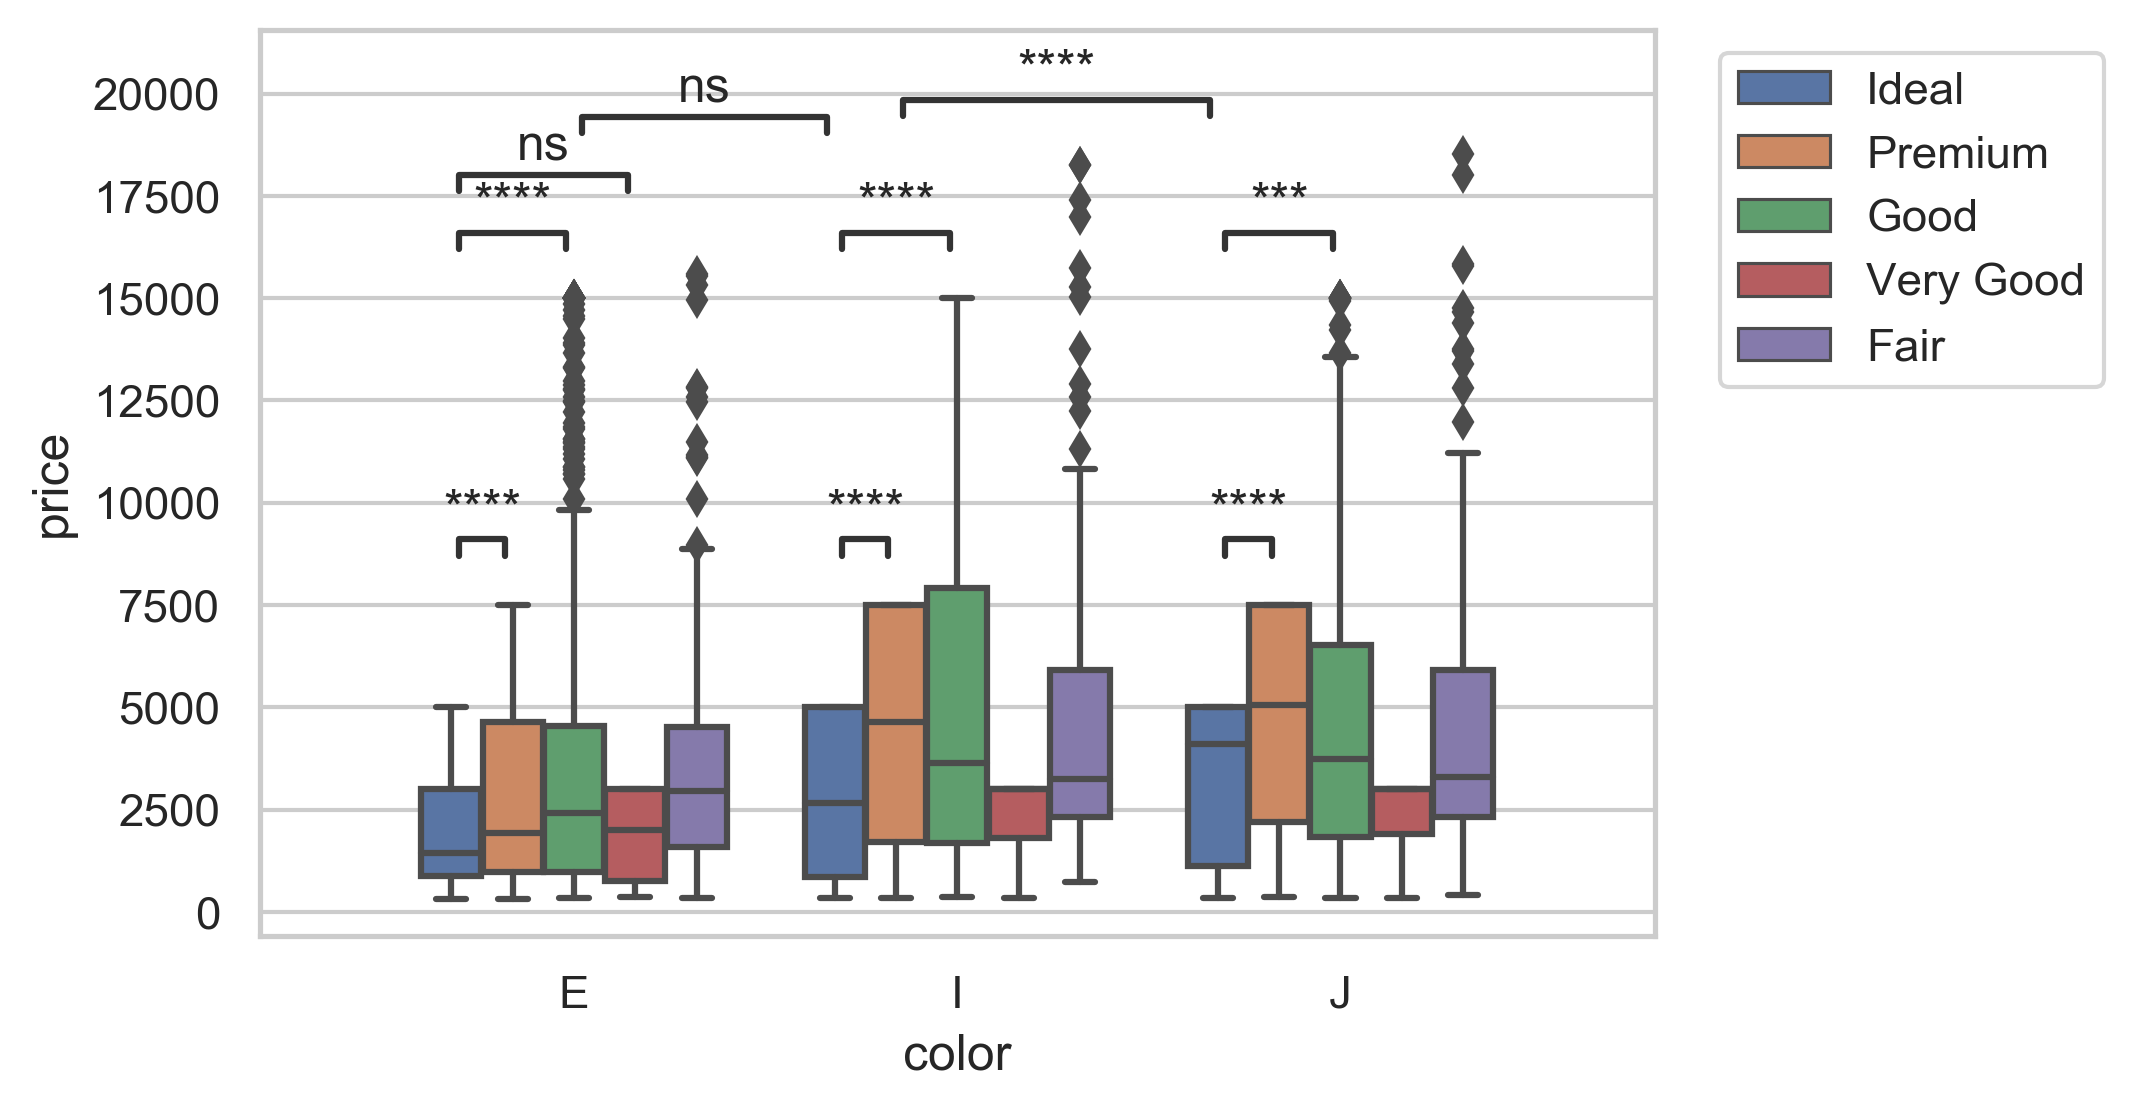 ****
20000
ns
ns
17500
****
****
***
15000
12500
10000
****
****
****
7500
5000
2500
0
price
E
I
J
color
Ideal
Premium
Good
Very Good
Fair